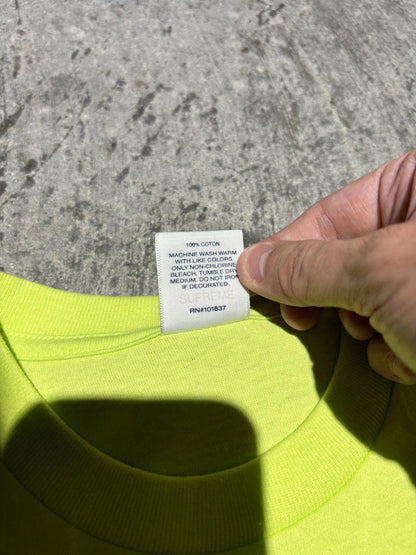 100% COTON
MACHINE WASH WARM
WITH LIKE COLORS.
ONLY NON-CHLORINE
BLEACH. TUMBLE DRY
MEDIUM. DO NOT IRON
IF DECORATED.
SUPREME
RN#101837